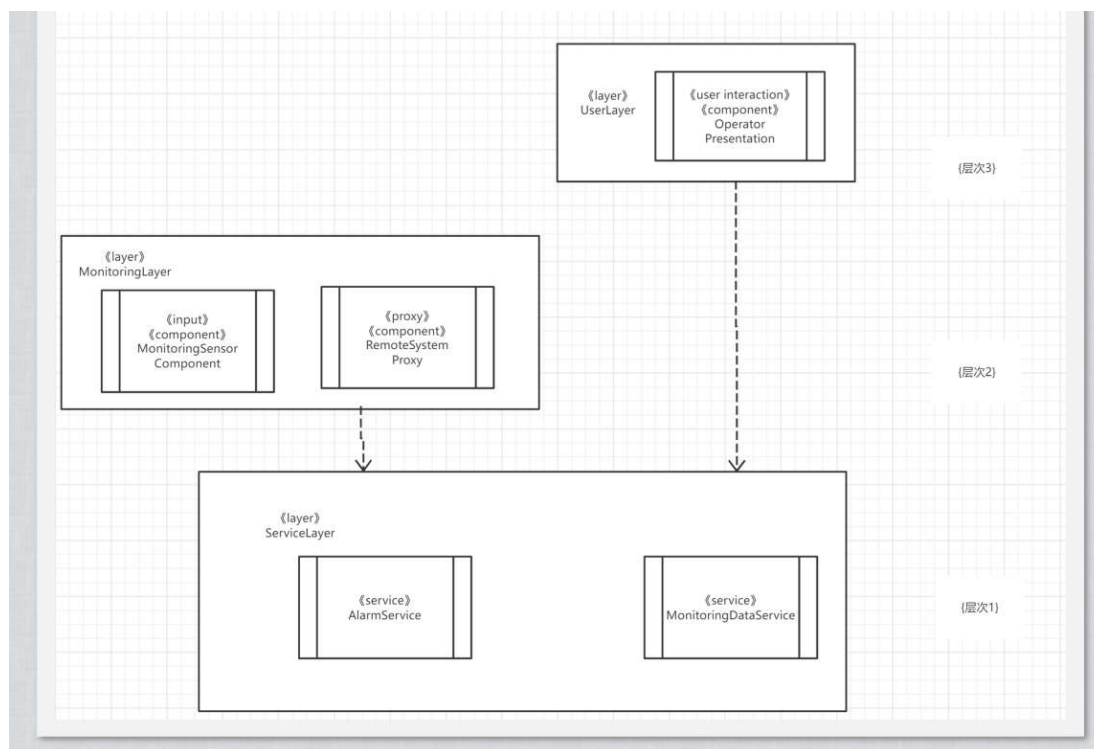 《layer》
UserLayer
《user interaction》
《component》
Operator
Presentation
{层次3}
《layer》
MonitoringLayer
《input》
《component》
MonitoringSensor
Component
《proxy》
《component》
RemoteSystem
Proxy
{层次2}
《layer》
ServiceLayer
《service》
AlarmService
《service》
MonitoringDataService
{层次1}